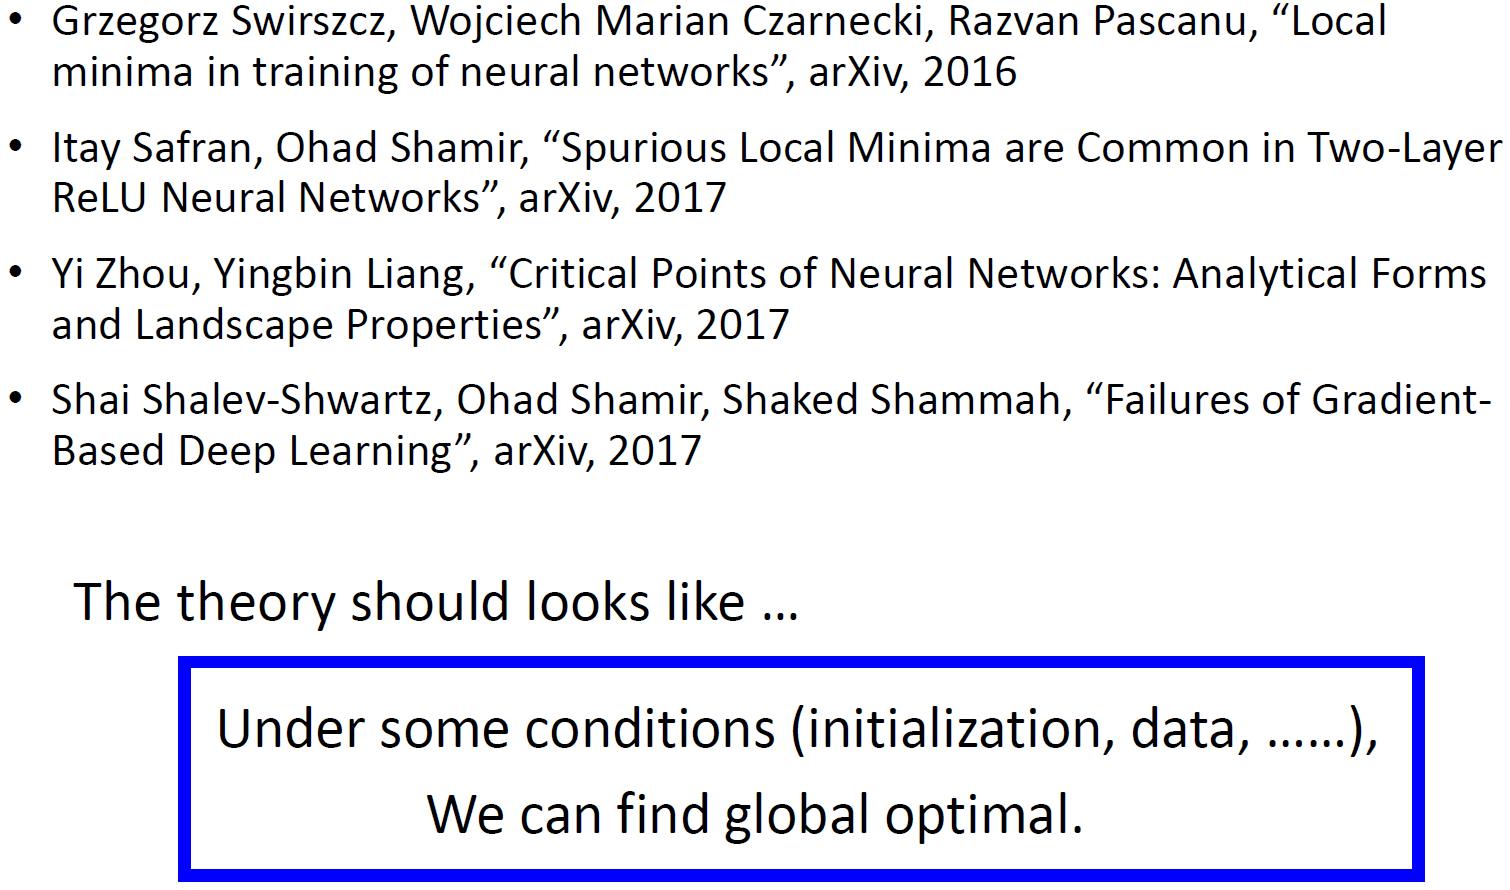 • Grzegorz Swirszcz, Wojciech Marian Czarnecki, Razvan Pascanu, “Local
minima in training of neural networks”, arXiv, 2016
• Itay Safran, Ohad Shamir, “Spurious Local Minima are Common in Two-Layer
ReLU Neural Networks”, arXiv, 2017
• Yi Zhou, Yingbin Liang, “Critical Points of Neural Networks: Analytical Forms
and Landscape Properties”, arXiv, 2017
• Shai Shalev-Shwartz, Ohad Shamir, Shaked Shammah, “Failures of Gradient-
Based Deep Learning”, arXiv, 2017
The theory should looks like …
Under some conditions (initialization, data, ……),
We can find global optimal.